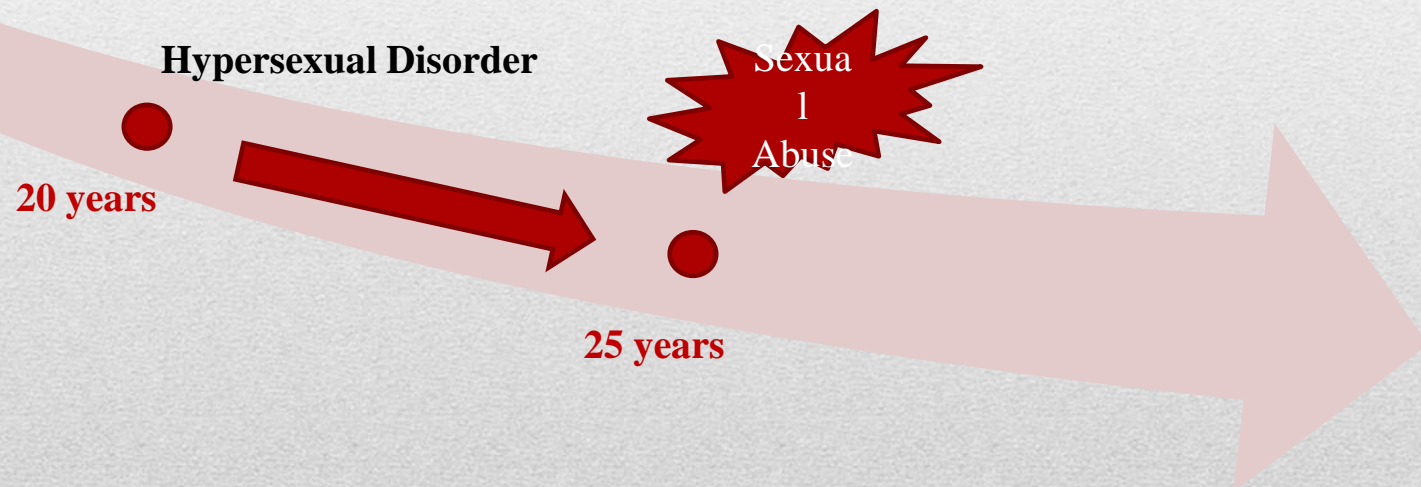 Hypersexual Disorder
Sexua
l
Abuse
20 years
25 years